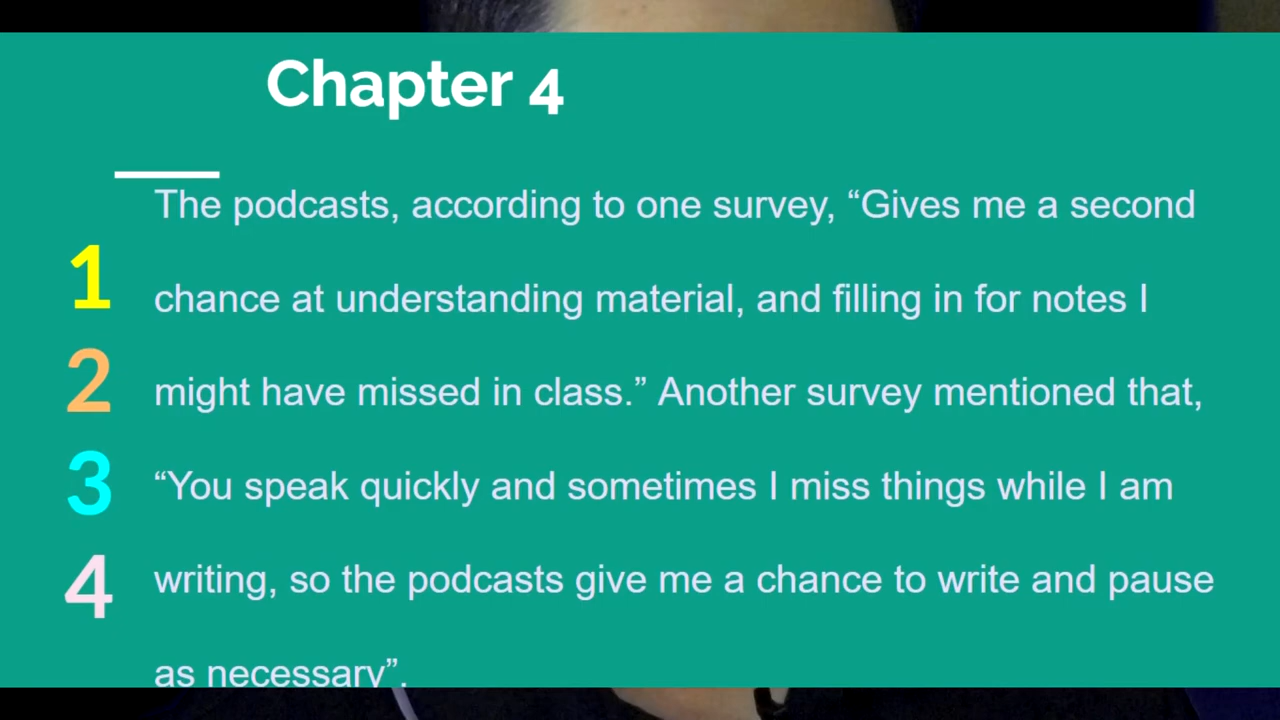 Chapter 4
The podcasts, according to one survey, “Gives me a second
1
chance at understanding material, and filling in for notes I
2
might have missed in class.” Another survey mentioned that,
3
“You speak quickly and sometimes I miss things while I am
4
writing, so the podcasts give me a chance to write and pause
as necessary”.